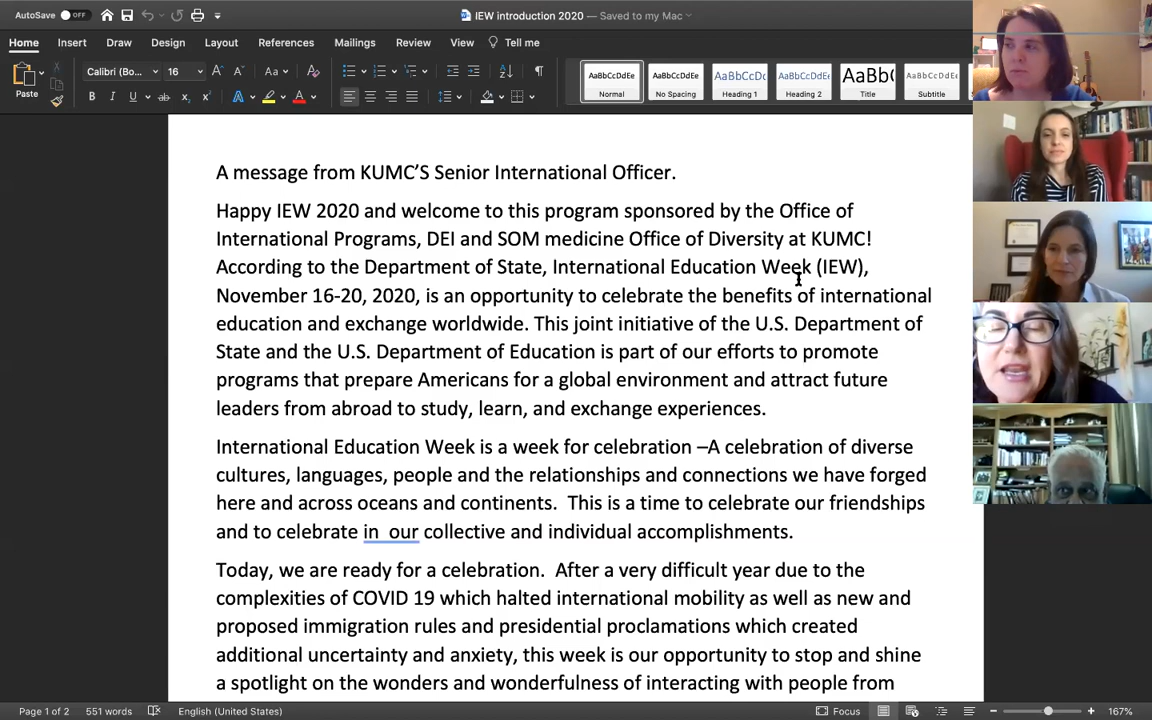 AutoSave OFF
IEW introduction 2020 — Saved to my Mac
Home Insert Draw Design Layout References Mailings Review View Tell me
Paste
Calibri (Bo... 16 A A Aa A
B I U ab x₂ x² A A
AaBbCcDdEe AaBbCcDdEe AaBbCcDc AaBbCcDdEe AaBb( AaBbCcDdEe
Normal No Spacing Heading 1 Heading 2 Title Subtitle
A message from KUMC’S Senior International Officer.
Happy IEW 2020 and welcome to this program sponsored by the Office of
International Programs, DEI and SOM medicine Office of Diversity at KUMC!
According to the Department of State, International Education Week (IEW),
November 16-20, 2020, is an opportunity to celebrate the benefits of international
education and exchange worldwide. This joint initiative of the U.S. Department of
State and the U.S. Department of Education is part of our efforts to promote
programs that prepare Americans for a global environment and attract future
leaders from abroad to study, learn, and exchange experiences.
International Education Week is a week for celebration –A celebration of diverse
cultures, languages, people and the relationships and connections we have forged
here and across oceans and continents.  This is a time to celebrate our friendships
and to celebrate in  our collective and individual accomplishments.
Today, we are ready for a celebration.  After a very difficult year due to the
complexities of COVID 19 which halted international mobility as well as new and
proposed immigration rules and presidential proclamations which created
additional uncertainty and anxiety, this week is our opportunity to stop and shine
a spotlight on the wonders and wonderfulness of interacting with people from
Page 1 of 2 551 words English (United States) Focus 167%